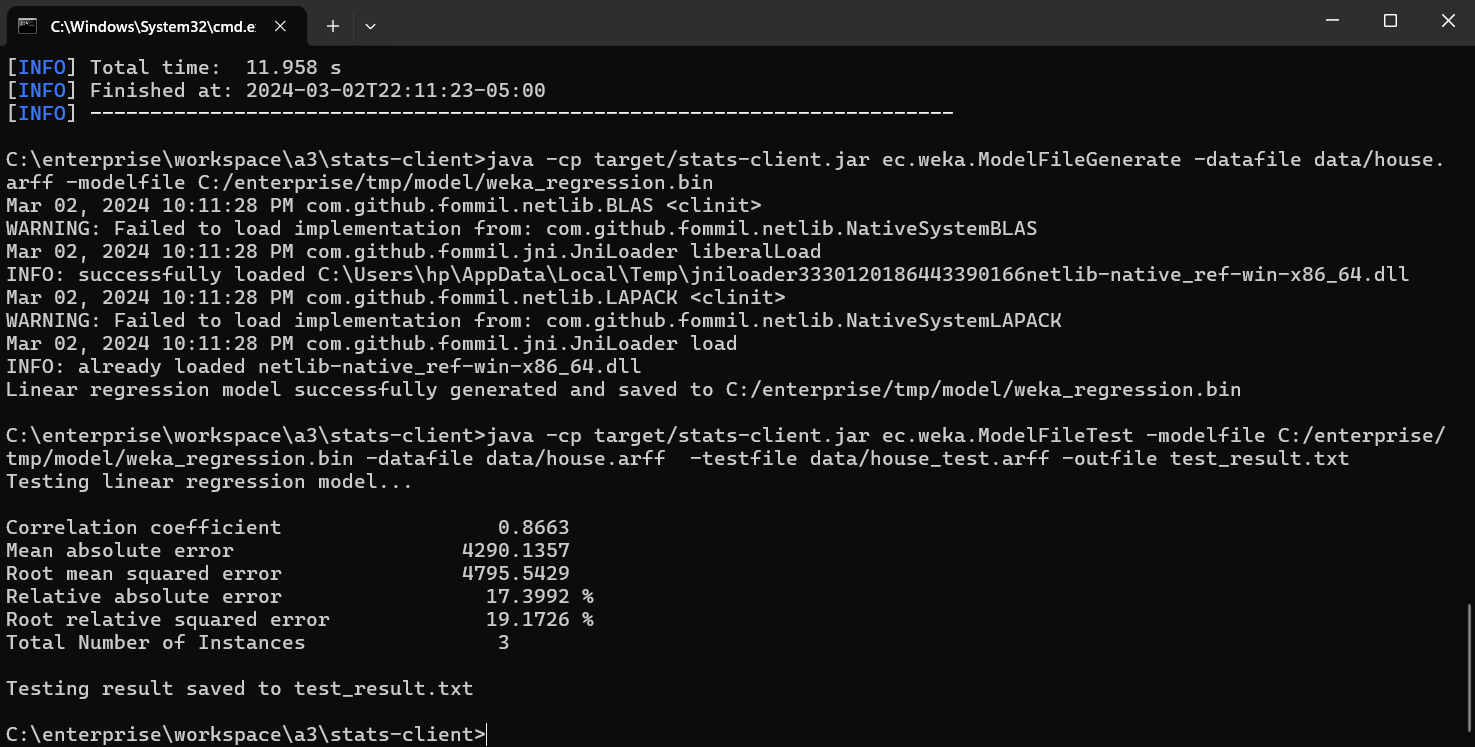 C:\Windows\System32\cmd.e
[INFO] Total time:  11.958 s
[INFO] Finished at: 2024-03-02T22:11:23-05:00
[INFO] ------------------------------------------------------------------------
C:\enterprise\workspace\a3\stats-client>java -cp target/stats-client.jar ec.weka.ModelFileGenerate -datafile data/house.
arff -modelfile C:/enterprise/tmp/model/weka_regression.bin
Mar 02, 2024 10:11:28 PM com.github.fommil.netlib.BLAS <clinit>
WARNING: Failed to load implementation from: com.github.fommil.netlib.NativeSystemBLAS
Mar 02, 2024 10:11:28 PM com.github.fommil.jni.JniLoader liberalLoad
INFO: successfully loaded C:\Users\hp\AppData\Local\Temp\jniloader3330120186443390166netlib-native_ref-win-x86_64.dll
Mar 02, 2024 10:11:28 PM com.github.fommil.netlib.LAPACK <clinit>
WARNING: Failed to load implementation from: com.github.fommil.netlib.NativeSystemLAPACK
Mar 02, 2024 10:11:28 PM com.github.fommil.jni.JniLoader load
INFO: already loaded netlib-native_ref-win-x86_64.dll
Linear regression model successfully generated and saved to C:/enterprise/tmp/model/weka_regression.bin
C:\enterprise\workspace\a3\stats-client>java -cp target/stats-client.jar ec.weka.ModelFileTest -modelfile C:/enterprise/
tmp/model/weka_regression.bin -datafile data/house.arff  -testfile data/house_test.arff -outfile test_result.txt
Testing linear regression model...
Correlation coefficient                  0.8663
Mean absolute error                   4290.1357
Root mean squared error               4795.5429
Relative absolute error                 17.3992 %
Root relative squared error             19.1726 %
Total Number of Instances                3
Testing result saved to test_result.txt
C:\enterprise\workspace\a3\stats-client>